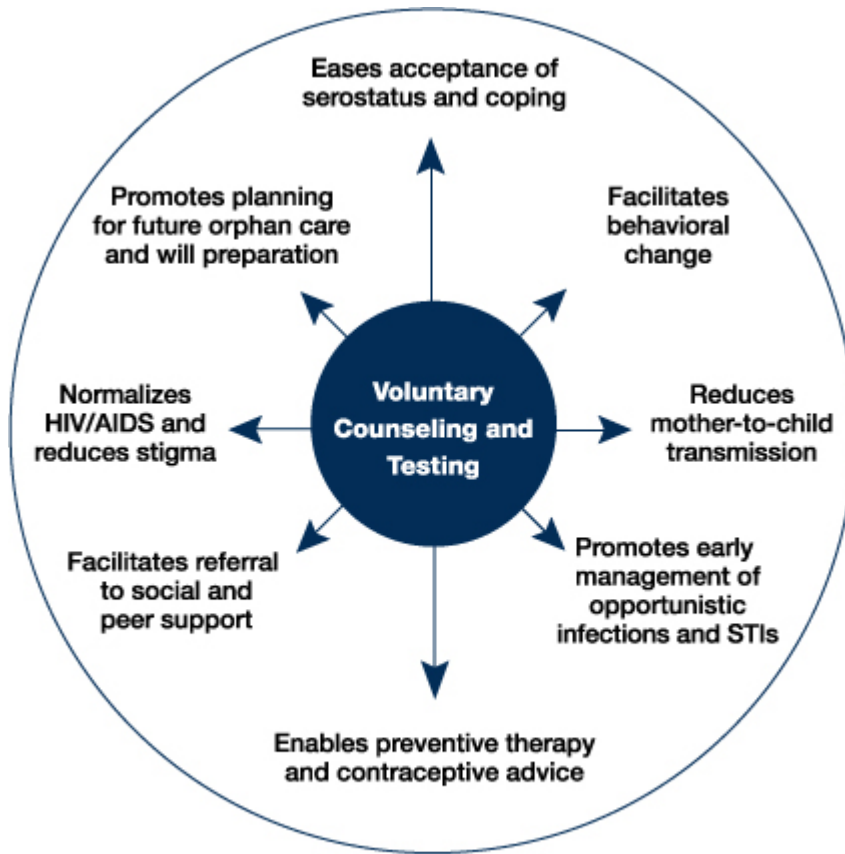 Eases acceptance of
serostatus and coping
Facilitates
behavioral
change
Reduces
mother-to-child
transmission
Promotes early
management of
opportunistic
infections and STIs
Enables preventive therapy
and contraceptive advice
Facilitates referral
to social and
peer support
Normalizes
HIV/AIDS and
reduces stigma
Promotes planning
for future orphan care
and will preparation
Voluntary
Counseling and
Testing